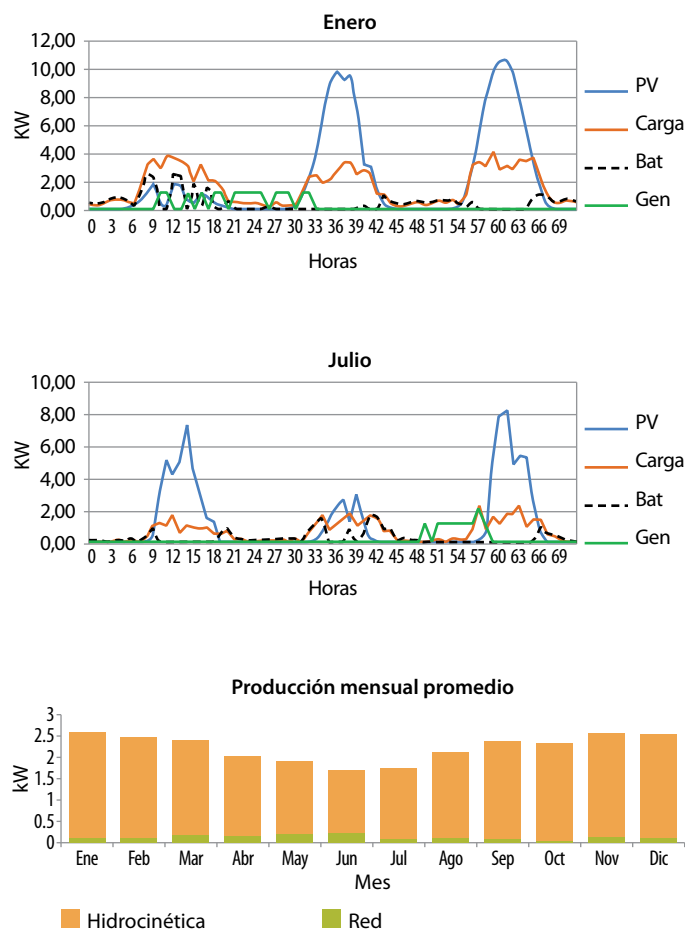 Enero
12,00
10,00
8,00
6,00
4,00
2,00
0,00
KW
0 3 6 9 12 15 18 21 24 27 30 33 36 39 42 45 48 51 54 57 60 63 66 69
Horas
PV
Carga
Bat
Gen
Julio
10,00
8,00
6,00
4,00
2,00
0,00
KW
0 3 6 9 12 15 18 21 24 27 30 33 36 39 42 45 48 51 54 57 60 63 66 69
Horas
PV
Carga
Bat
Gen
Producción mensual promedio
3
2.5
2
1.5
1
0.5
0
kW
Ene Feb Mar Abr May Jun Jul Ago Sep Oct Nov Dic
Mes
Hidrocinética Red